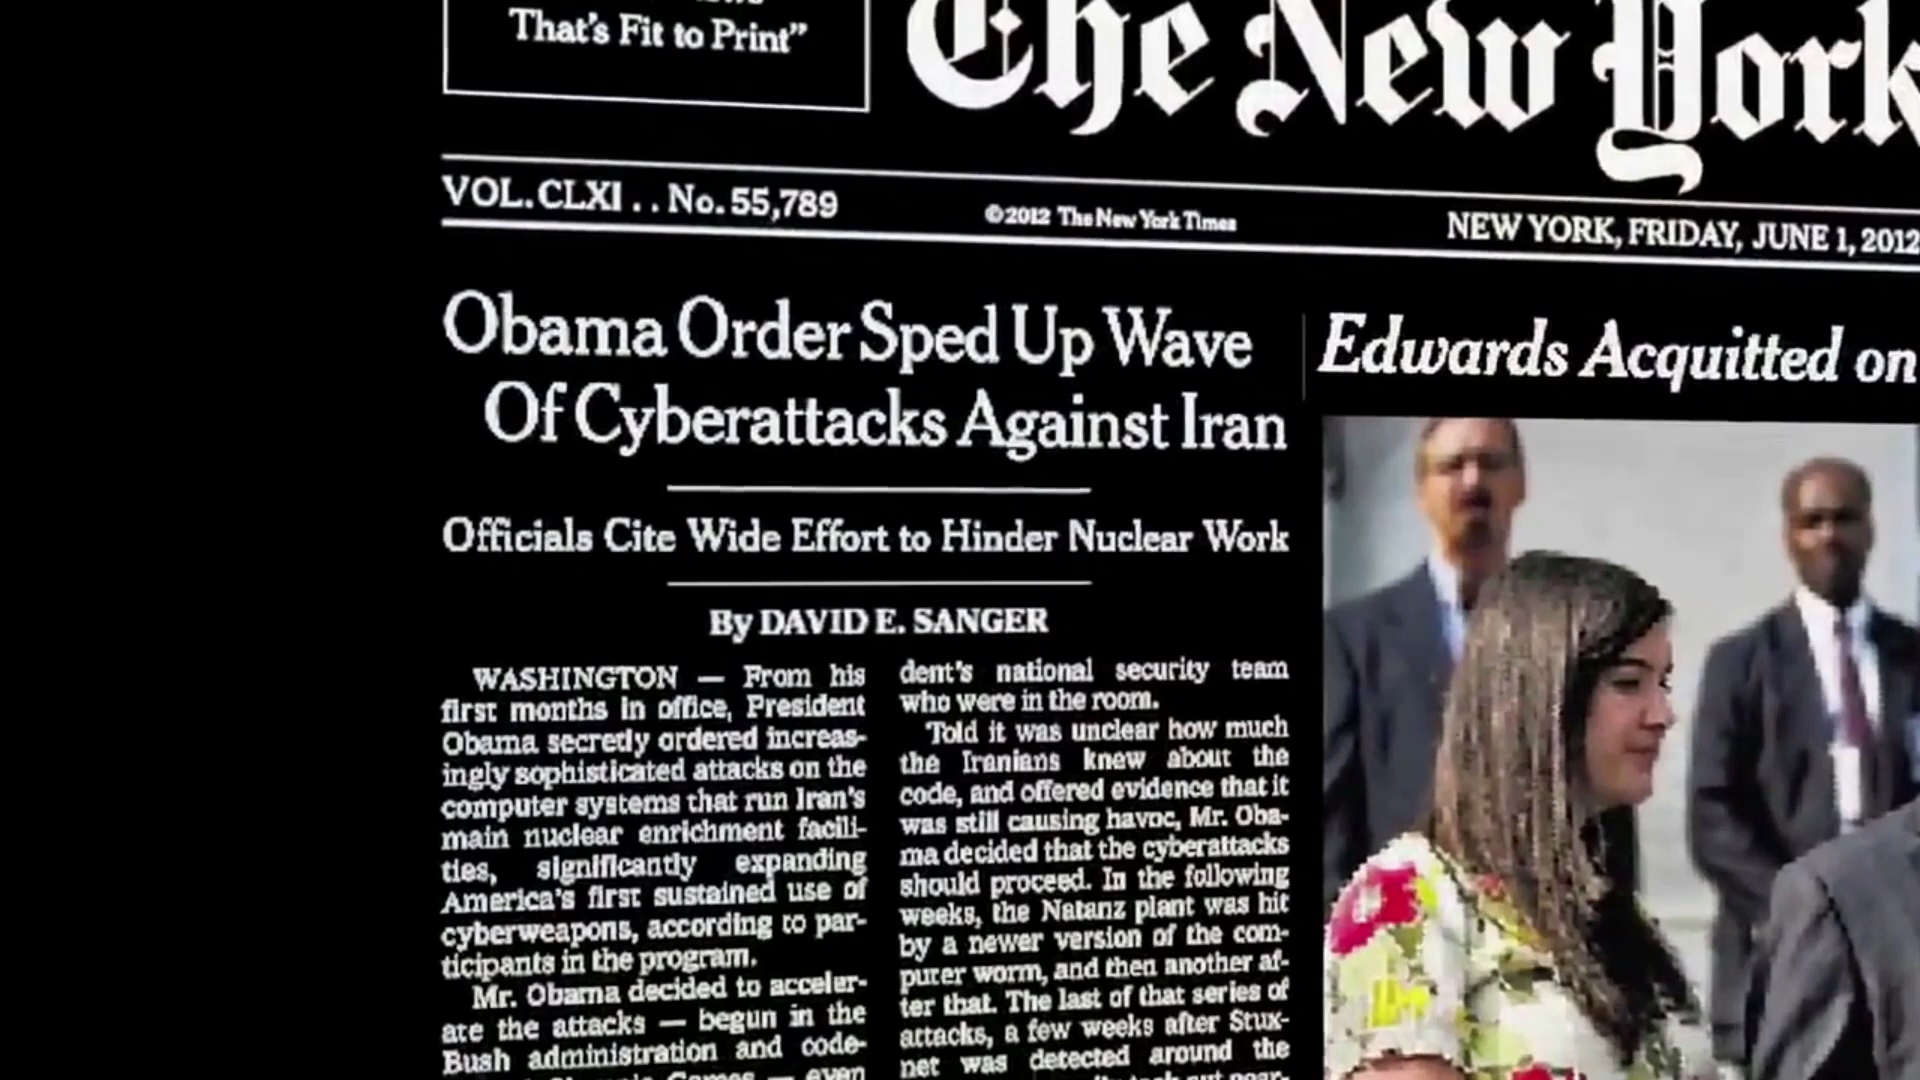 That's Fit to Print”
The New York
VOL. CLXI . . No. 55,789
©2012 The New York Times
NEW YORK, FRIDAY, JUNE 1, 2012
Obama Order Sped Up Wave
Of Cyberattacks Against Iran
Officials Cite Wide Effort to Hinder Nuclear Work
By DAVID E. SANGER
WASHINGTON — From his
first months in office, President
Obama secretly ordered increas-
ingly sophisticated attacks on the
computer systems that run Iran's
main nuclear enrichment facili-
ties, significantly expanding
America's first sustained use of
cyberweapons, according to par-
ticipants in the program.
Mr. Obama decided to acceler-
ate the attacks — begun in the
Bush administration and code-
Games — even
dent's national security team
who were in the room.
Told it was unclear how much
the Iranians knew about the
code, and offered evidence that it
was still causing havoc, Mr. Oba-
ma decided that the cyberattacks
should proceed. In the following
weeks, the Natanz plant was hit
by a newer version of the com-
puter worm, and then another af-
ter that. The last of that series of
attacks, a few weeks after Stux-
net was detected around the
Edwards Acquitted on